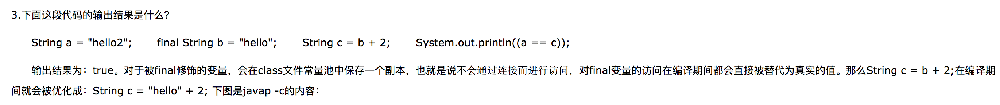 3.下面这段代码的输出结果是什么?
String a = "hello2"; final String b = "hello"; String c = b + 2; System.out.println((a == c));
输出结果为：true。对于被final修饰的变量，会在class文件常量池中保存一个副本，也就是说不会通过连接而进行访问，对final变量的访问在编译期间都会直接被替代为真实的值。那么String c = b + 2;在编译期
间就会被优化成：String c = "hello" + 2; 下图是javap -c的内容：